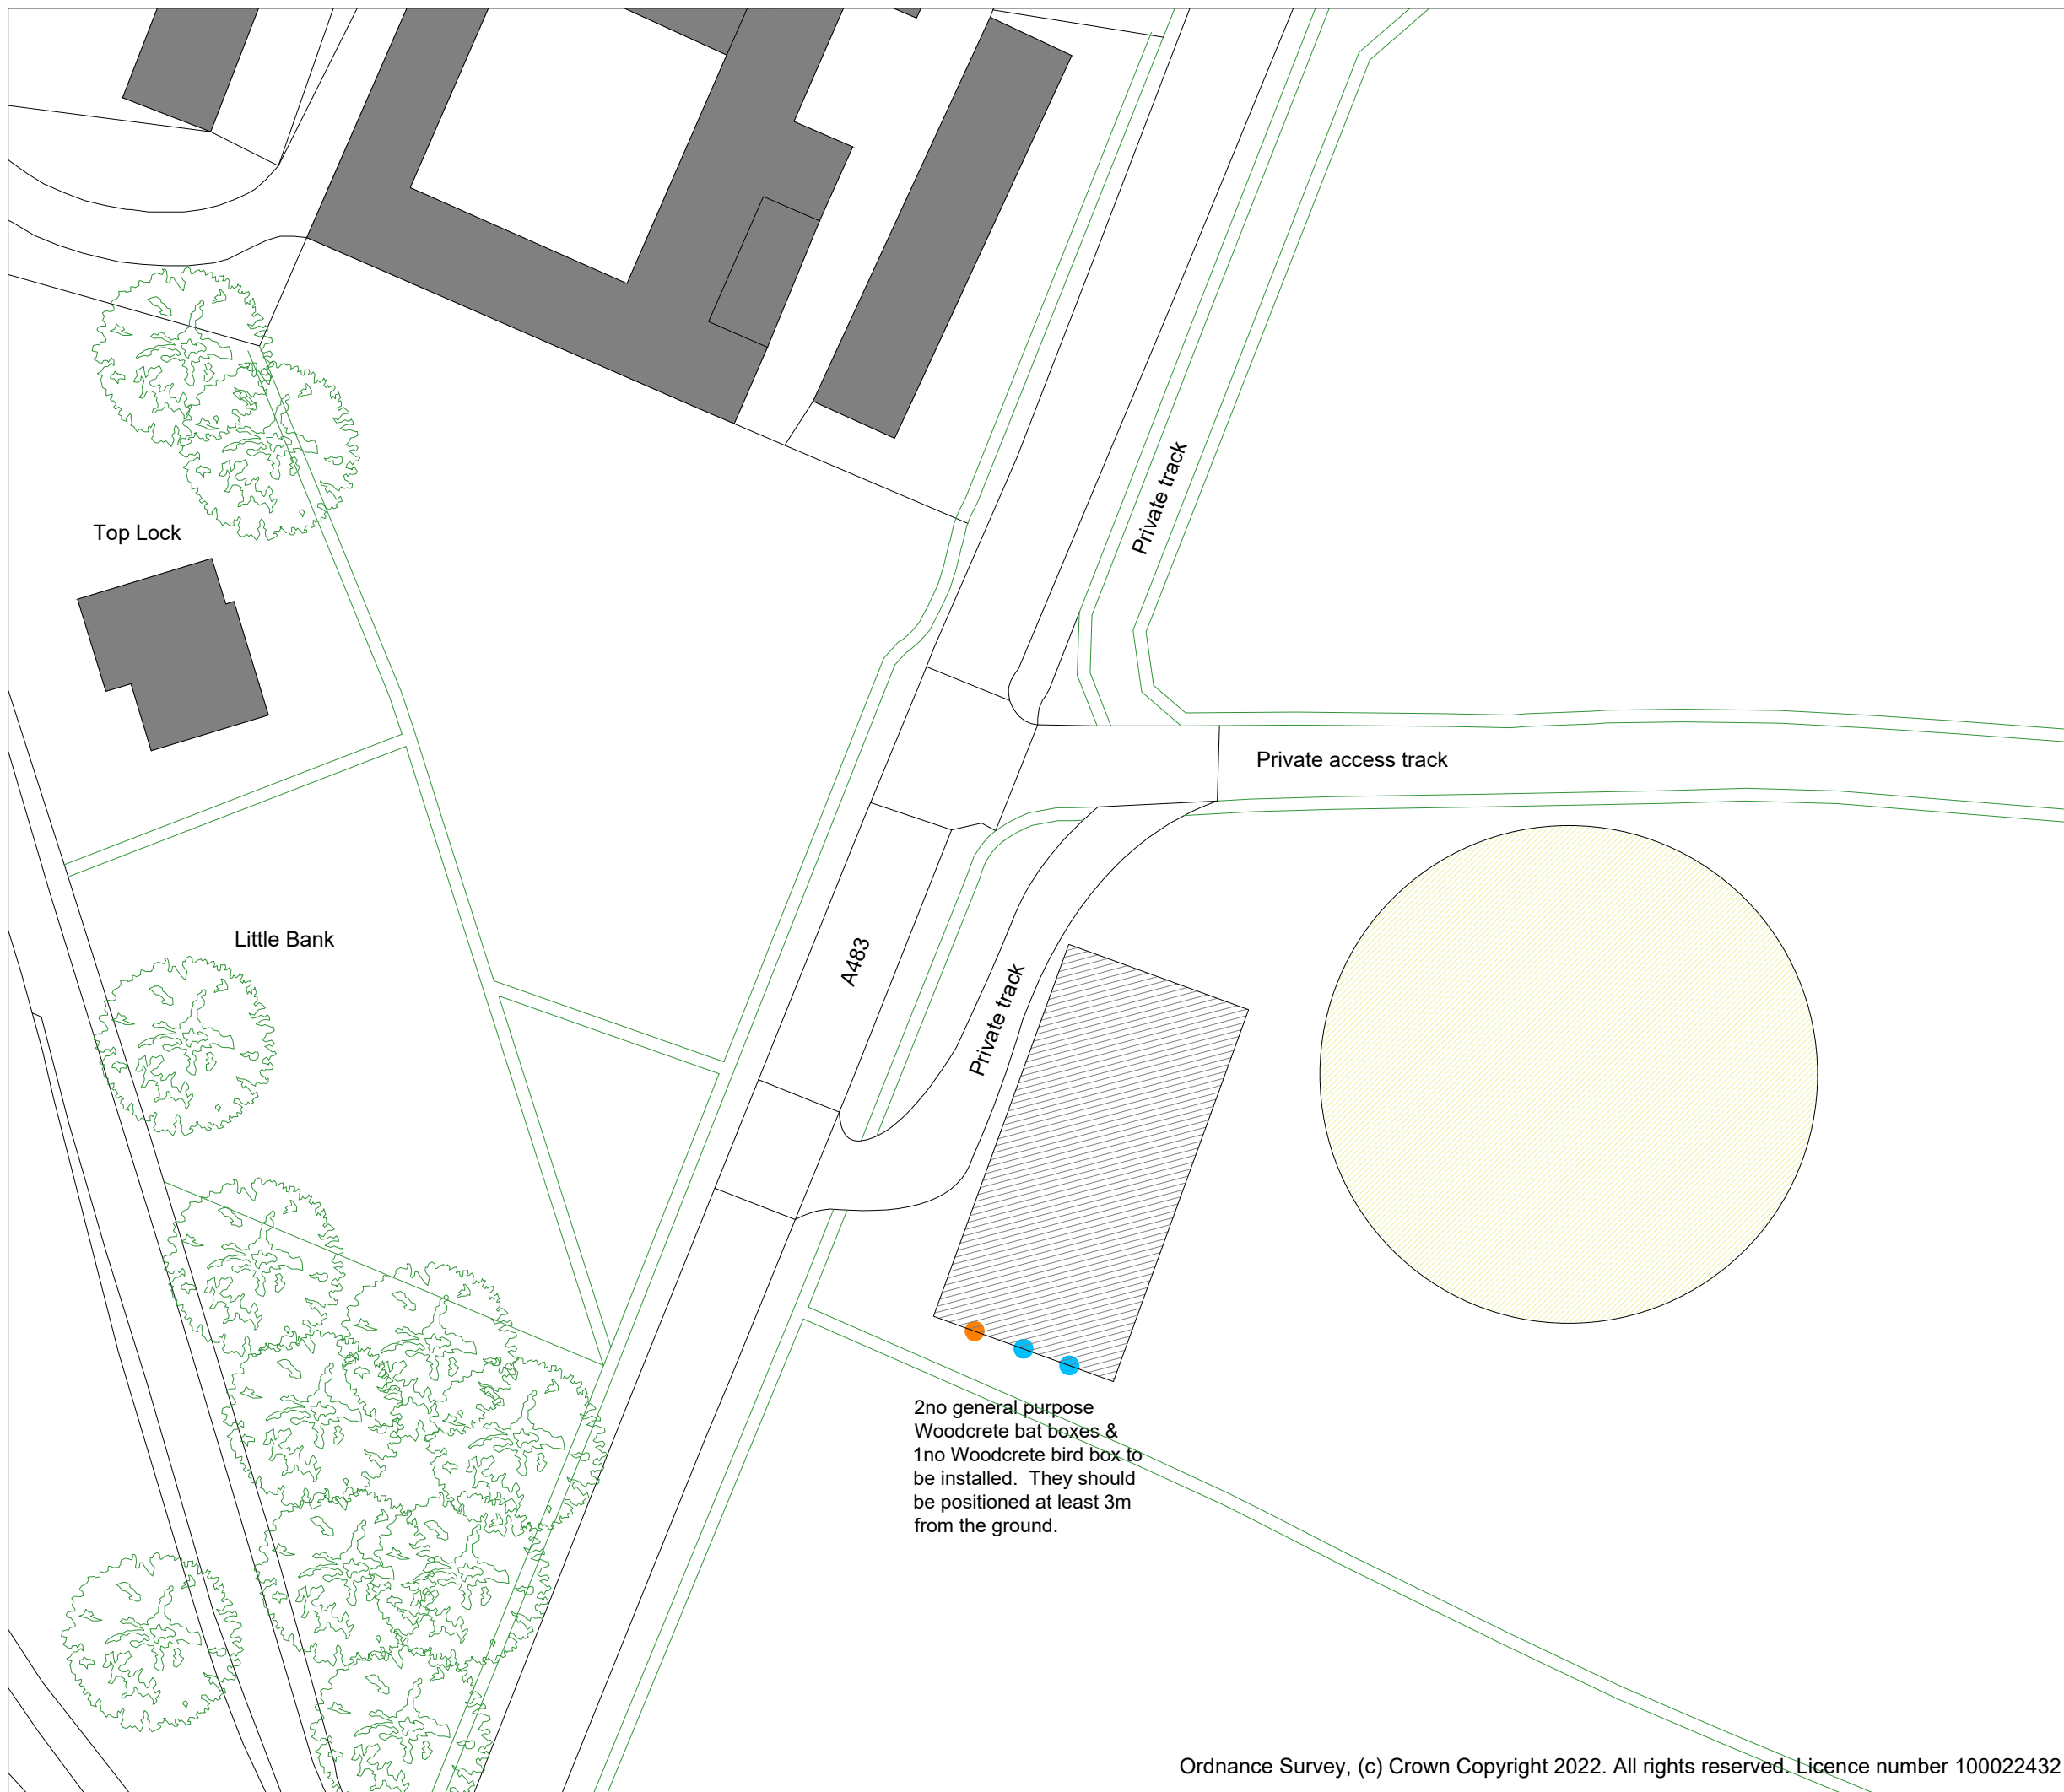 Private track
Top Lock
Private access track
Little Bank
A483
Private track
2no general purpose
Woodcrete bat boxes &
1no Woodcrete bird box to
be installed.  They should
be positioned at least 3m
from the ground.
Ordnance Survey, (c) Crown Copyright 2022. All rights reserved. Licence number 100022432